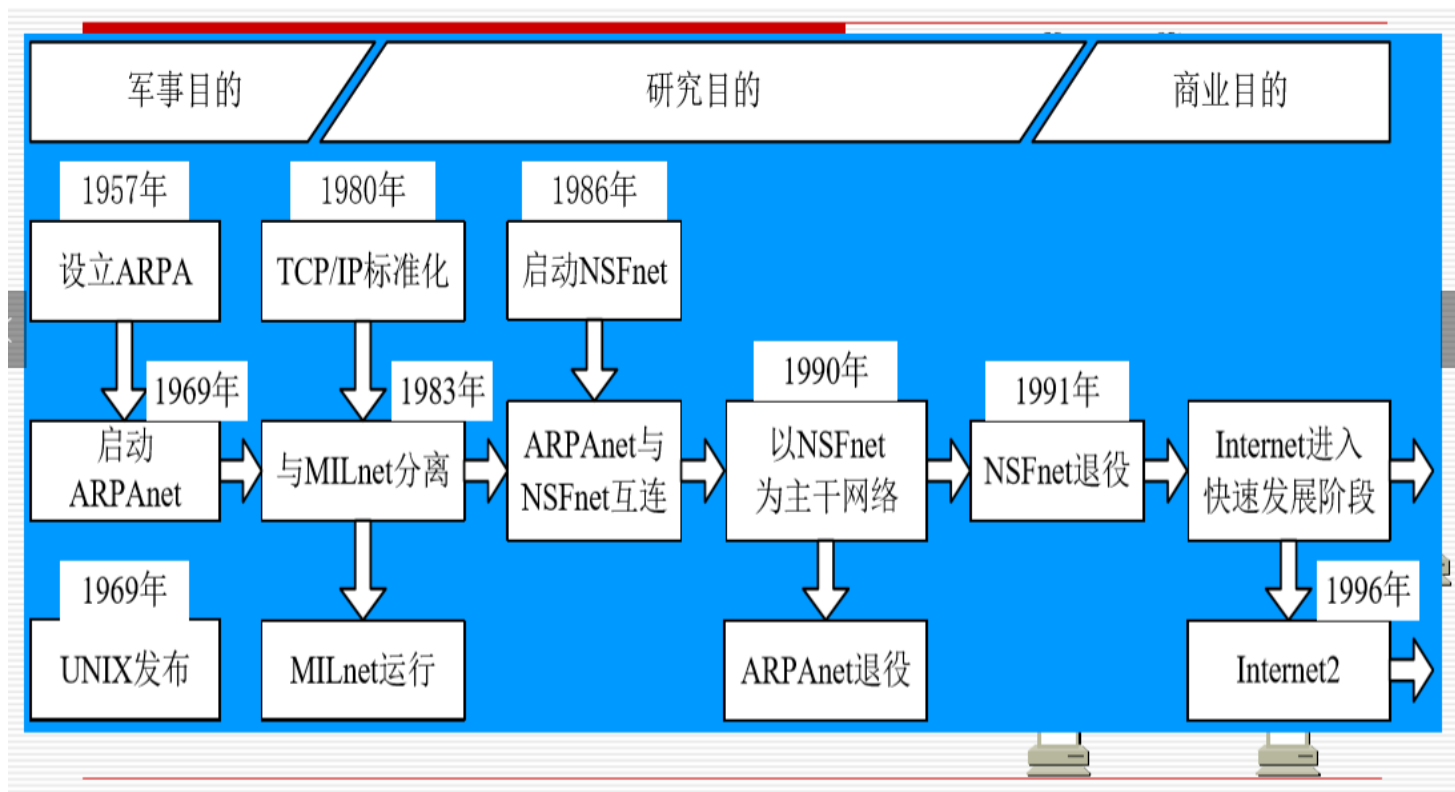 军事目的
研究目的
商业目的
1957年
1980年
1986年
设立ARPA
TCP/IP标准化
启动NSFnet
1969年
1983年
1990年
1991年
启动
ARPAnet
与MILnet分离
ARPAnet与
NSFnet互连
以NSFnet
为主干网络
NSFnet退役
Internet进入
快速发展阶段
1969年
1996年
UNIX发布
MILnet运行
ARPAnet退役
Internet2